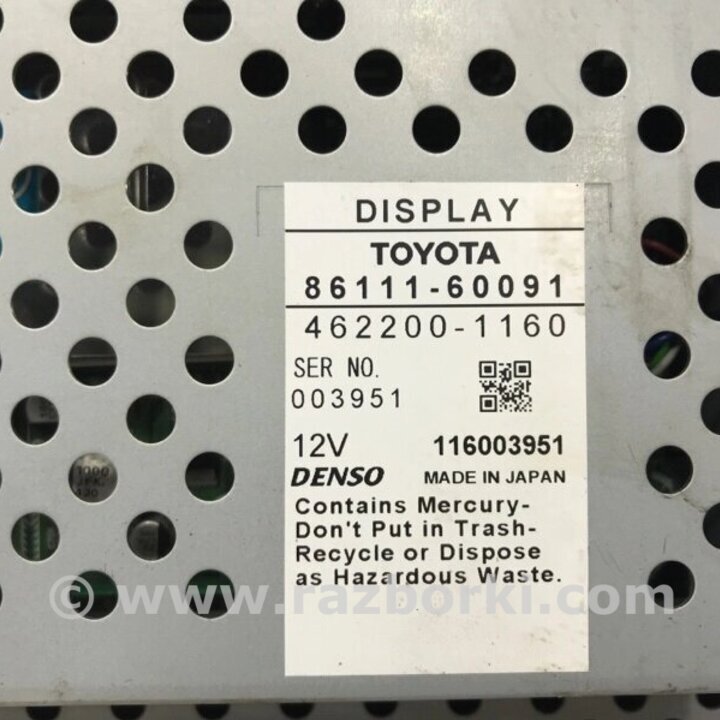 DISPLAY
TOYOTA
86111-60091
462200-1160
SER NO.
003951
12V 116003951
DENSO MADE IN JAPAN
Contains Mercury-
Don't Put in Trash-
Recycle or Dispose
as Hazardous Waste.
© www.razborki.com